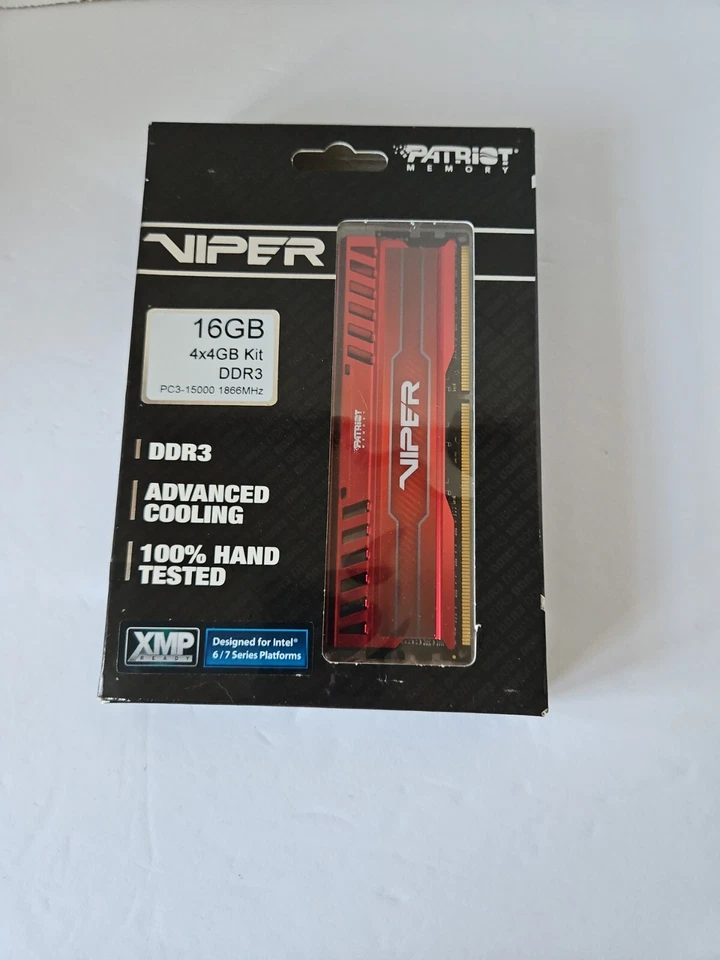 PATRIOT
MEMORY
VIPER
16GB
4x4GB Kit
DDR3
PC3-15000 1866MHz
DDR3
ADVANCED
COOLING
100% HAND
TESTED
XMP
READY
Designed for Intel®
6 / 7 Series Platforms
PATRIOT
VIPER